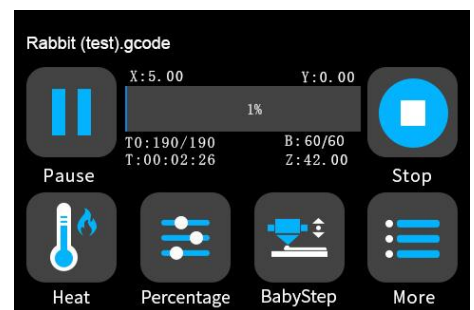 Rabbit (test).gcode
X:5.00 Y:0.00
1%
T0:190/190 B:60/60
T:00:02:26 Z:42.00
Pause Stop
Heat Percentage BabyStep More